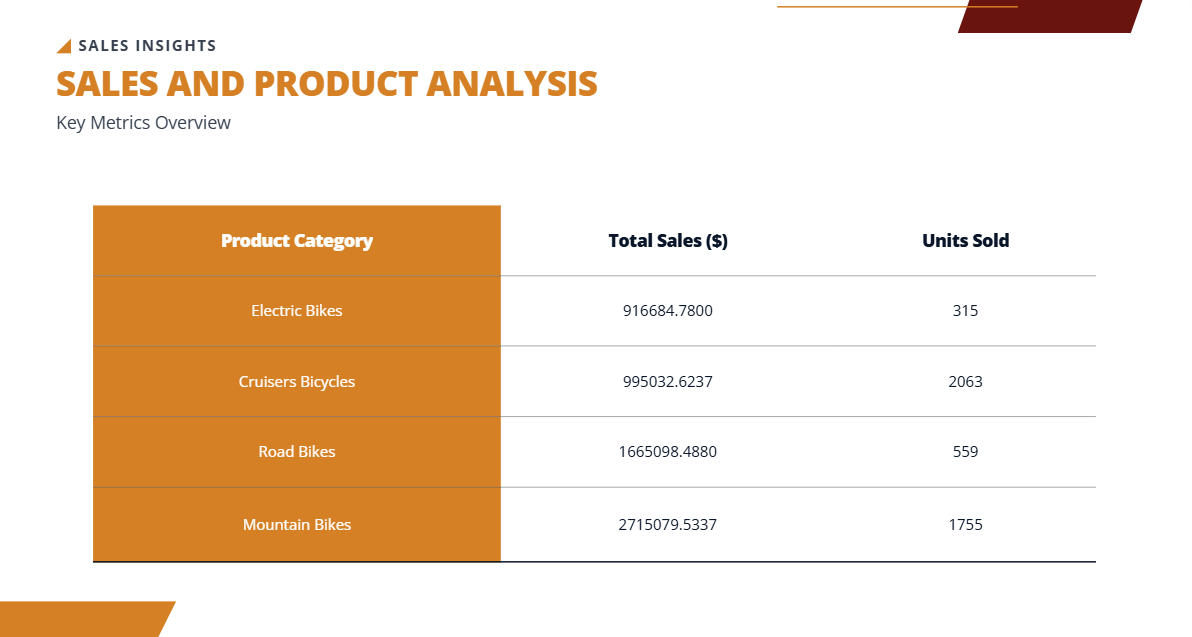 SALES INSIGHTS
SALES AND PRODUCT ANALYSIS
Key Metrics Overview
Product Category Total Sales ($) Units Sold
Electric Bikes 916684.7800 315
Cruisers Bicycles 995032.6237 2063
Road Bikes 1665098.4880 559
Mountain Bikes 2715079.5337 1755